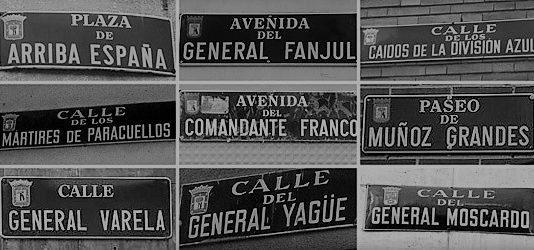 PLAZA
DE
ARRIBA ESPAÑA
AVENIDA
DEL
GENERAL FANJUL
CALLE
DE LOS
CAIDOS DE LA DIVISIÓN AZUL
CALLE
DE LOS
MARTIRES DE PARACUELLOS
AVENIDA
DEL
COMANDANTE FRANCO
PASEO
DE
MUÑOZ GRANDES
CALLE
GENERAL VARELA
CALLE
DEL
GENERAL YAGÜE
CALLE
DEL
GENERAL MOSCARDO